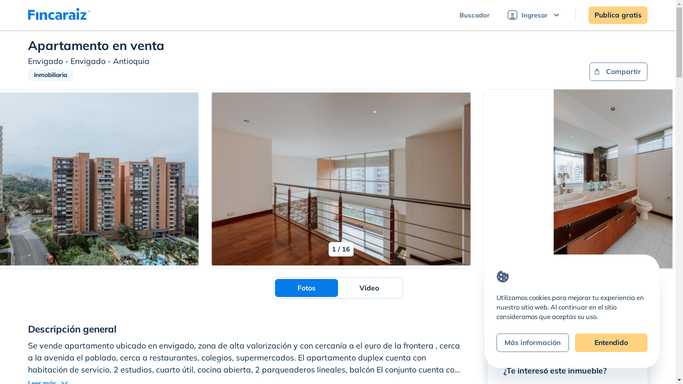 Fincaraiz
Buscador
Ingresar
Publica gratis
Apartamento en venta
Envigado - Envigado - Antioquia
Inmobiliaria
Compartir
1 / 16
Fotos
Video
Descripción general
Se vende apartamento ubicado en envigado, zona de alta valorización y con cercanía a el euro de la frontera , cerca
a la avenida el poblado, cerca a restaurantes, colegios, supermercados. El apartamento duplex cuenta con
habitación de servicio, 2 estudios, cuarto útil, cocina abierta, 2 parqueaderos lineales, balcón El conjunto cuenta co...
Leer más
Utilizamos cookies para mejorar tu experiencia en
nuestro sitio web. Al continuar en el sitio
consideramos que aceptas su uso.
Más información
Entendido
¿Te interesó este inmueble?